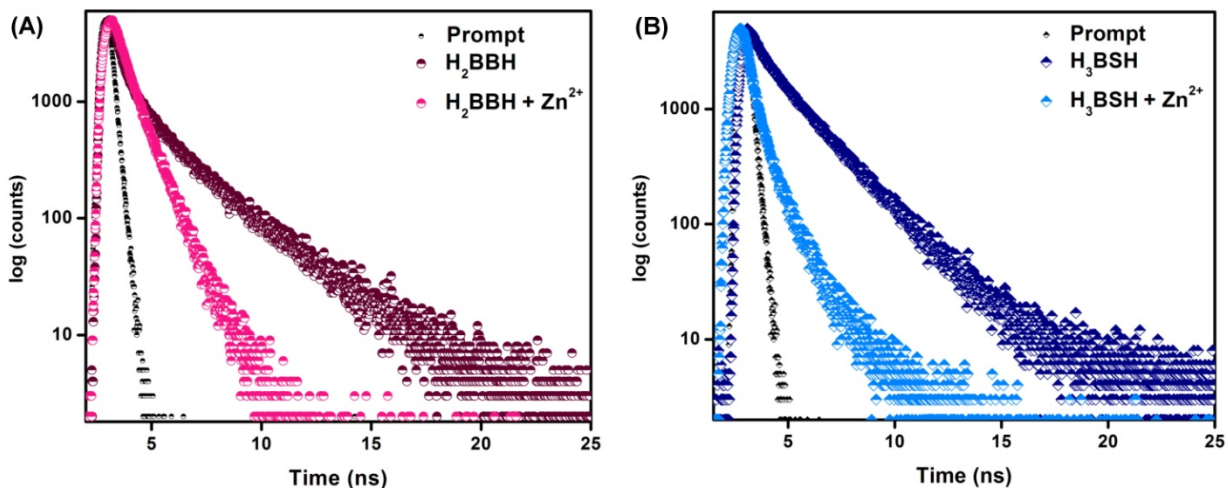 (A)
Prompt
H₂BBH
H₂BBH + Zn²⁺
log (counts)
1000
100
10
5 10 15 20 25
Time (ns)
(B)
Prompt
H₃BSH
H₃BSH + Zn²⁺
log (counts)
1000
100
10
5 10 15 20 25
Time (ns)